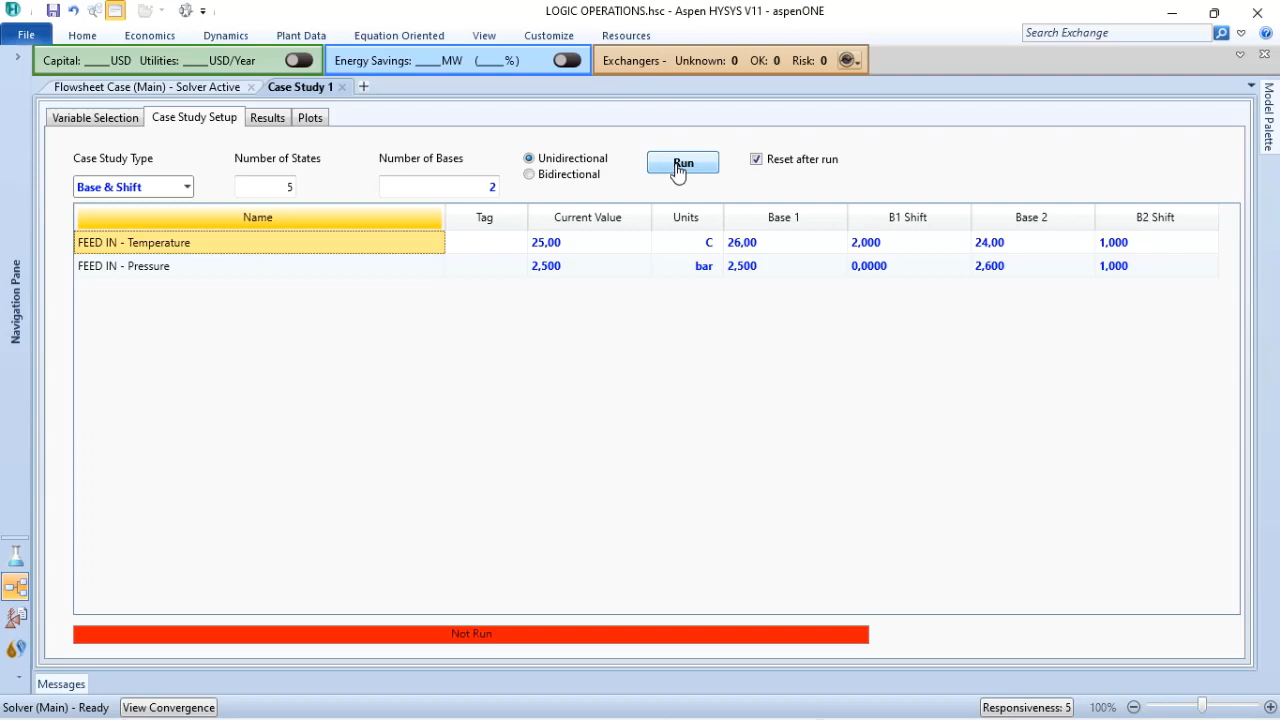 LOGIC OPERATIONS.hsc - Aspen HYSYS V11 - aspenONE
File Home Economics Dynamics Plant Data Equation Oriented View Customize Resources Search Exchange
Capital: ____USD Utilities: ____USD/Year Energy Savings: ____MW (____%) Exchangers - Unknown: 0 OK: 0 Risk: 0
Flowsheet Case (Main) - Solver Active Case Study 1
Variable Selection Case Study Setup Results Plots
Case Study Type Number of States Number of Bases Unidirectional Run Reset after run
Base & Shift 5 2 Bidirectional
Name Tag Current Value Units Base 1 B1 Shift Base 2 B2 Shift
FEED IN - Temperature 25,00 C 26,00 2,000 24,00 1,000
FEED IN - Pressure 2,500 bar 2,500 0,0000 2,600 1,000
Navigation Pane
Model Palette
Not Run
Messages
Solver (Main) - Ready View Convergence Responsiveness: 5 100%